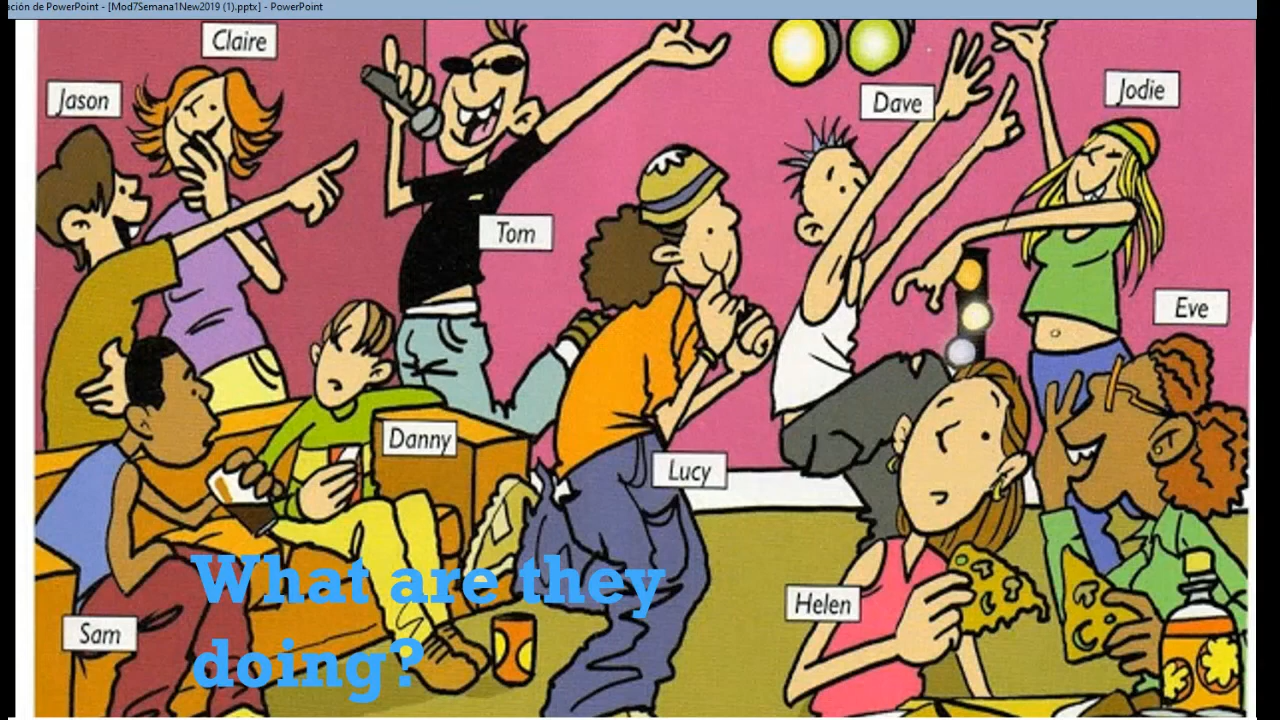 ación de PowerPoint - [Mod7Semana1New2019 (1).pptx] - PowerPoint
Claire
Jason
Dave
Jodie
Tom
Eve
Danny
Lucy
What are they
doing?
Helen
Sam